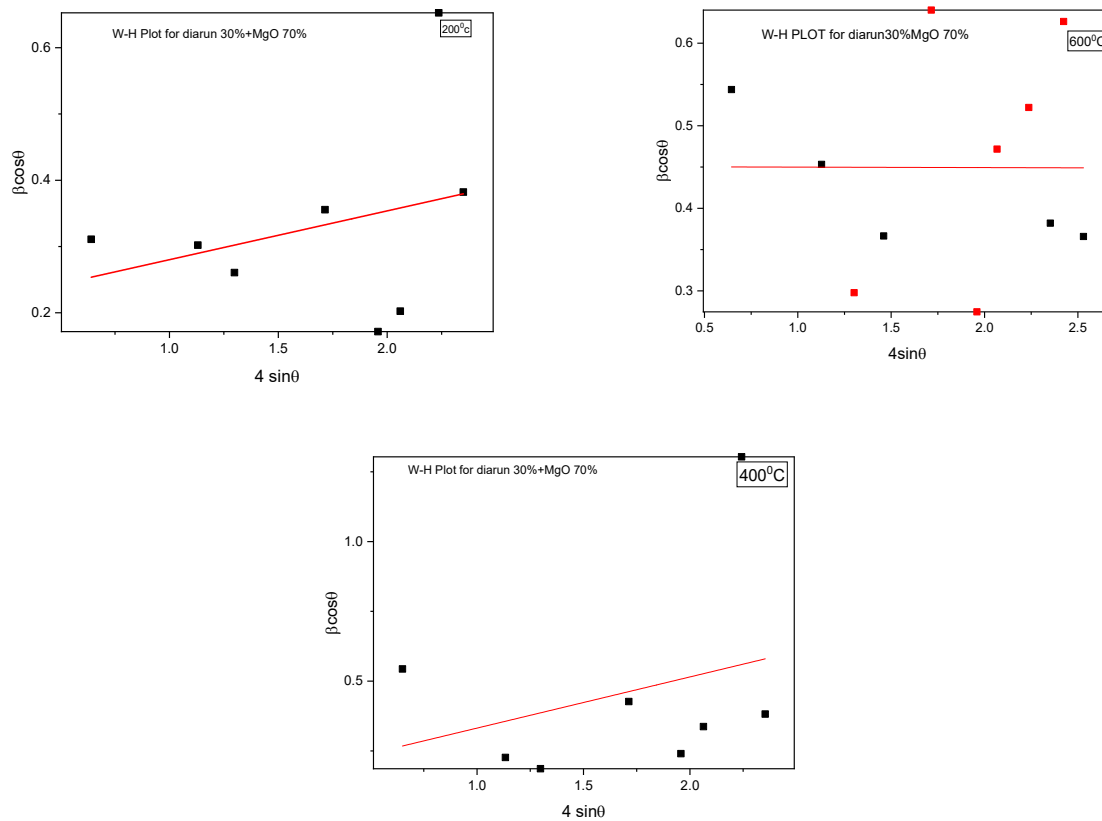 W-H Plot for diarun 30%+MgO 70%
200⁰c
0.6
0.4
0.2
βcosθ
1.0 1.5 2.0
4 sinθ
W-H PLOT for diarun30%MgO 70%
600⁰C
0.6
0.5
0.4
0.3
βcosθ
0.5 1.0 1.5 2.0 2.5
4sinθ
W-H Plot for diarun 30%+MgO 70%
400⁰C
1.0
0.5
βcosθ
1.0 1.5 2.0
4 sinθ